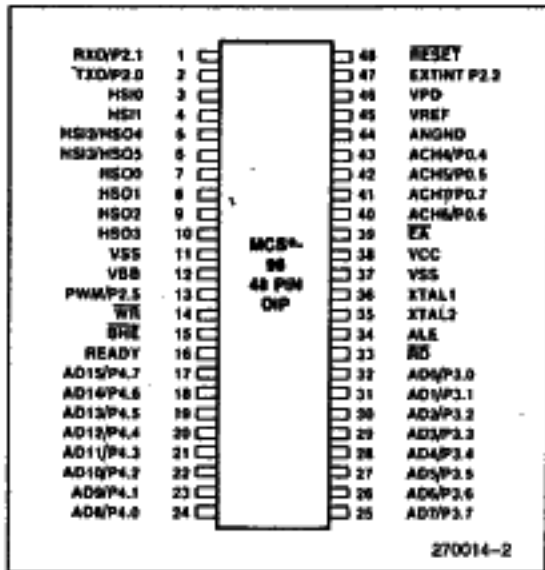 RXD/P2.1 1 48 RESET
TXD/P2.0 2 47 EXTINT P2.2
HSI0 3 46 VPD
HSI1 4 45 VREF
HSI2/HSO4 5 44 ANGND
HSI3/HSO5 6 43 ACH4/P0.4
HSO0 7 42 ACH5/P0.5
HSO1 8 41 ACH7/P0.7
HSO2 9 40 ACH6/P0.6
HSO3 10 39 EA
VSS 11 38 VCC
VBB 12 37 VSS
PWM/P2.5 13 36 XTAL1
WR 14 35 XTAL2
BHE 15 34 ALE
READY 16 33 RD
AD15/P4.7 17 32 AD0/P3.0
AD14/P4.6 18 31 AD1/P3.1
AD13/P4.5 19 30 AD2/P3.2
AD12/P4.4 20 29 AD3/P3.3
AD11/P4.3 21 28 AD4/P3.4
AD10/P4.2 22 27 AD5/P3.5
AD9/P4.1 23 26 AD6/P3.6
AD8/P4.0 24 25 AD7/P3.7
MCS®-
96
48 PIN
DIP
270014-2